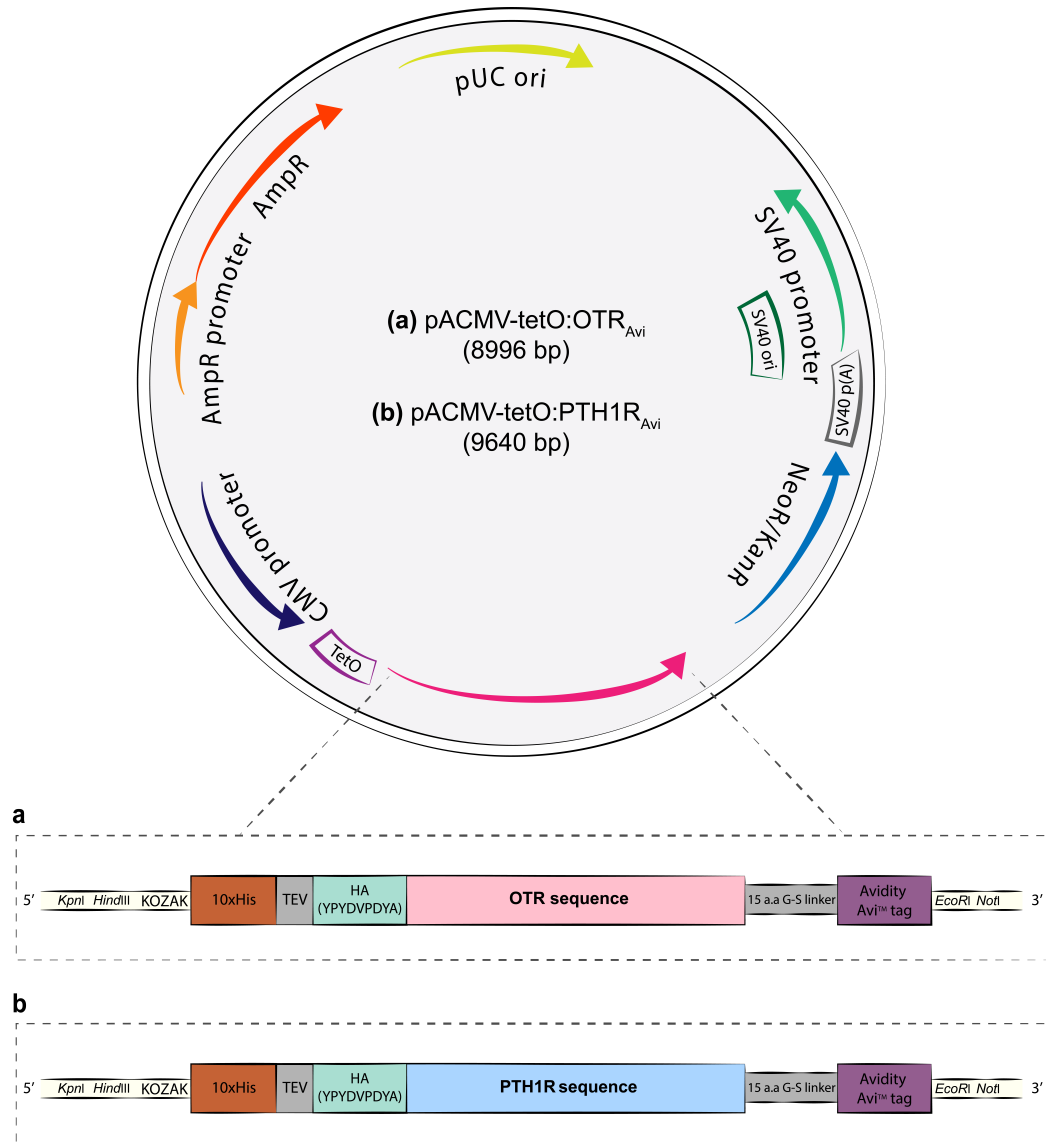 pUC ori
AmpR
AmpR promoter
SV40 promoter
SV40 ori
SV40 p(A)
(a) pACMV-tetO:OTRAvi
(8996 bp)
(b) pACMV-tetO:PTH1RAvi
(9640 bp)
NeoR/KanR
CMV promoter
TetO
a
5′ KpnI HindIII KOZAK 10xHis TEV HA
(YPYDVPDYA) OTR sequence 15 a.a G-S linker Avidity
Avi™ tag EcoRI NotI 3′
b
5′ KpnI HindIII KOZAK 10xHis TEV HA
(YPYDVPDYA) PTH1R sequence 15 a.a G-S linker Avidity
Avi™ tag EcoRI NotI 3′